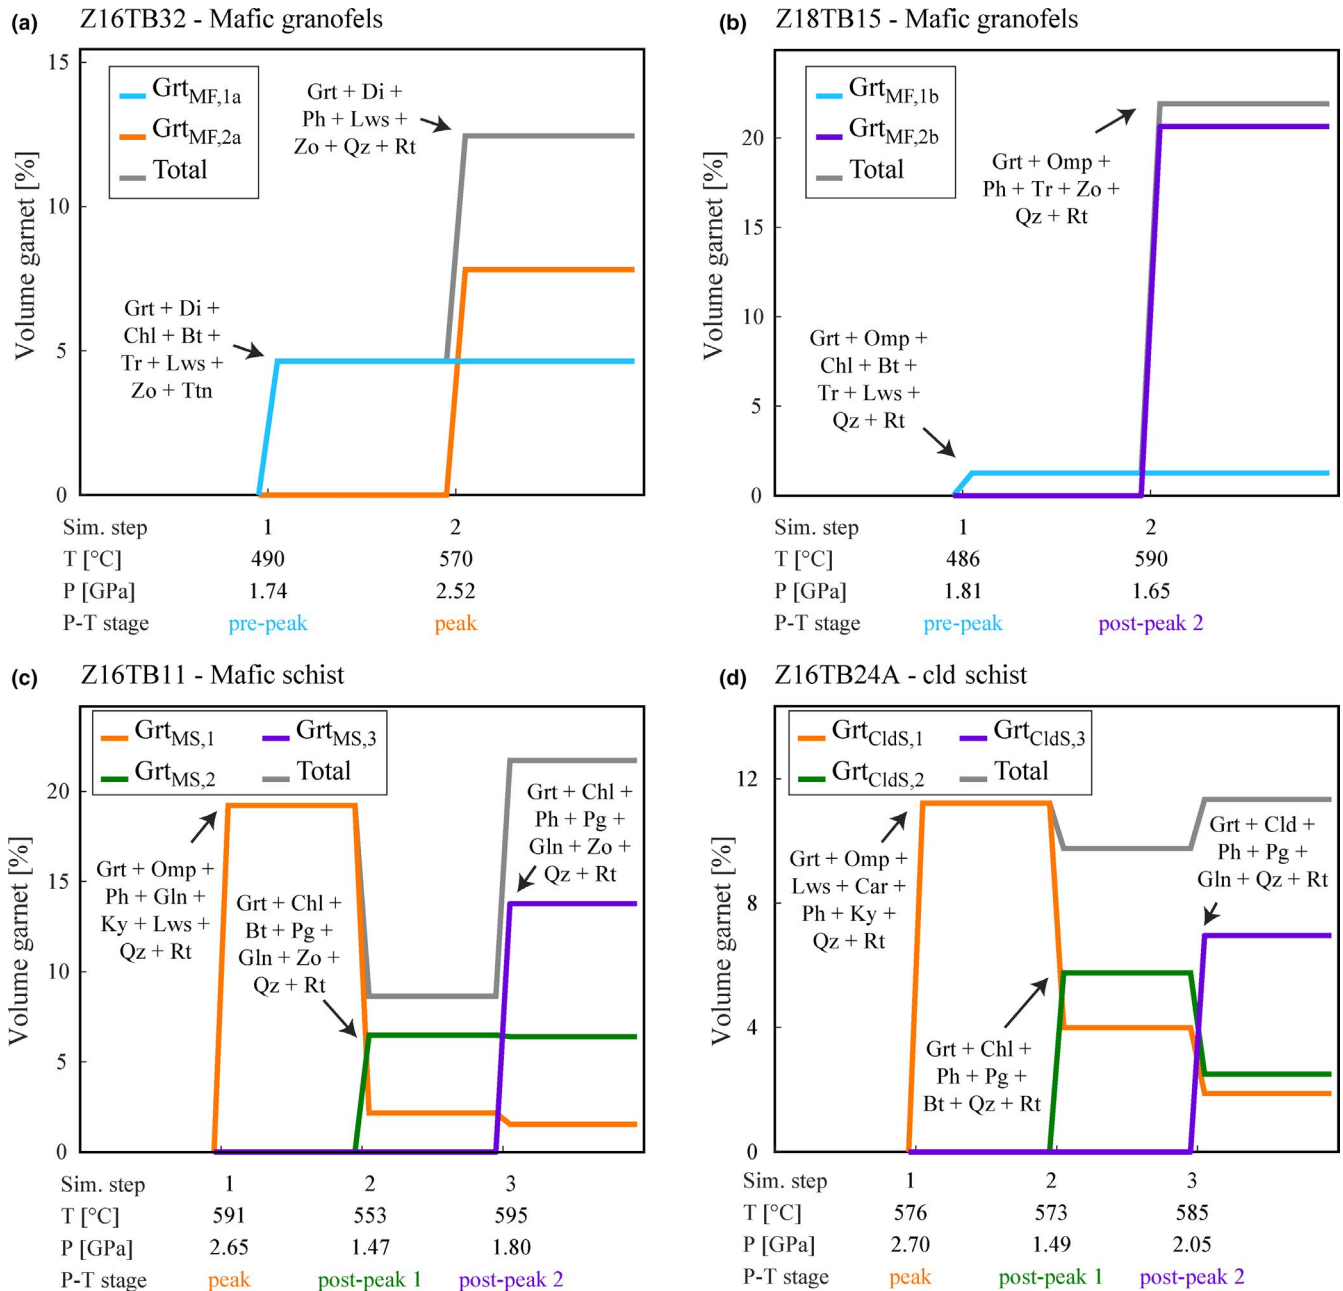 (a) Z16TB32 - Mafic granofels
Volume garnet [%]
15
10
5
0
GrtMF,1a
GrtMF,2a
Total
Grt + Di +
Ph + Lws +
Zo + Qz + Rt
Grt + Di +
Chl + Bt +
Tr + Lws +
Zo + Ttn
Sim. step 1 2
T [°C] 490 570
P [GPa] 1.74 2.52
P-T stage pre-peak peak
(b) Z18TB15 - Mafic granofels
Volume garnet [%]
20
15
10
5
0
GrtMF,1b
GrtMF,2b
Total
Grt + Omp +
Ph + Tr + Zo +
Qz + Rt
Grt + Omp +
Chl + Bt +
Tr + Lws +
Qz + Rt
Sim. step 1 2
T [°C] 486 590
P [GPa] 1.81 1.65
P-T stage pre-peak post-peak 2
(c) Z16TB11 - Mafic schist
Volume garnet [%]
20
15
10
5
0
GrtMS,1 GrtMS,3
GrtMS,2 Total
Grt + Omp +
Ph + Gln +
Ky + Lws +
Qz + Rt
Grt + Chl +
Bt + Pg +
Gln + Zo +
Qz + Rt
Grt + Chl +
Ph + Pg +
Gln + Zo +
Qz + Rt
Sim. step 1 2 3
T [°C] 591 553 595
P [GPa] 2.65 1.47 1.80
P-T stage peak post-peak 1 post-peak 2
(d) Z16TB24A - cld schist
Volume garnet [%]
12
8
4
0
GrtCldS,1 GrtCldS,3
GrtCldS,2 Total
Grt + Omp +
Lws + Car +
Ph + Ky +
Qz + Rt
Grt + Chl +
Ph + Pg +
Bt + Qz + Rt
Grt + Cld +
Ph + Pg +
Gln + Qz + Rt
Sim. step 1 2 3
T [°C] 576 573 585
P [GPa] 2.70 1.49 2.05
P-T stage peak post-peak 1 post-peak 2